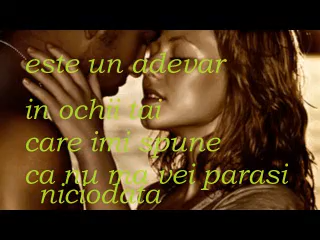 este un adevar
in ochii tai
care imi spune
ca nu ma vei parasi
niciodata